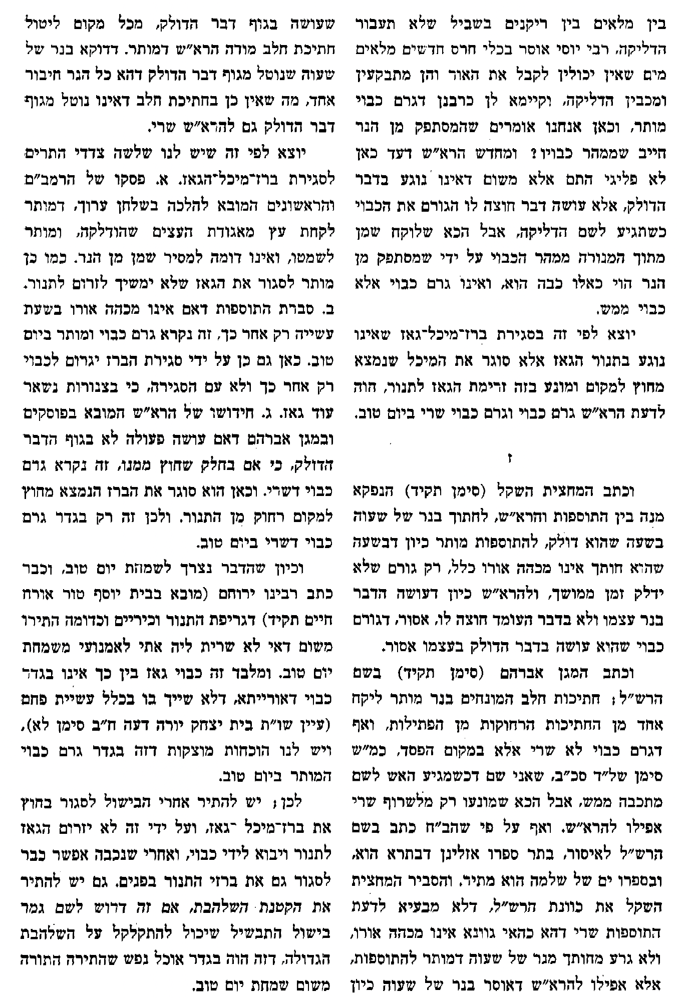 בין מלאים בין ריקנים בשביל שלא תעבור
הדליקה, רבי יוסי אוסר בכלי חרס חדשים מלאים
מים שאין יכולין לקבל את האור והן מתבקעין
ומכבין הדליקה, וקיימא לן כרבנן דגרם כבוי
מותר, וכאן אנחנו אומרים שהמסתפק מן הנר
חייב שממהר כבויו? ומחדש הרא״ש דעד כאן
לא פליגי התם אלא משום דאינו נוגע בדבר
הדולק, אלא עושה דבר חוצה לו הגורם את הכבוי
כשתגיע לשם הדליקה, אבל הכא שלוקח שמן
מתוך המנורה ממהר הכבוי על ידי שמסתפק מן
הנר הוי כאלו כבה הוא, ואינו גרם כבוי אלא
כבוי ממש.
יוצא לפי זה בסגירת ברז־מיכל־גאז שאינו
נוגע בתנור הגאז אלא סוגר את המיכל שנמצא
מחוץ למקום ומונע בזה זרימת הגאז לתנור, הוה
לדעת הרא״ש גרם כבוי וגרם כבוי שרי ביום טוב.
ז
וכתב המחצית השקל (סימן תקיד) הנפקא
מנה בין התוספות והרא״ש, לחתוך בנר של שעוה
בשעה שהוא דולק, להתוספות מותר כיון דבשעה
שהוא חותך אינו מכהה אורו כלל, רק גורם שלא
ידלק זמן ממושך, ולהרא״ש כיון דעושה הדבר
בנר עצמו ולא בדבר העומד חוצה לו, אסור, דגורם
כבוי שהוא עושה בדבר הדולק בעצמו אסור.
וכתב המגן אברהם (סימן תקיד) בשם
הרש״ל; חתיכות חלב המונחים בנר מותר ליקח
אחד מן החתיכות הרחוקות מן הפתילות, ואף
דגרם כבוי לא שרי אלא במקום הפסד, כמ״ש
סימן של״ד סכ״ב, שאני שם דכשמגיע האש לשם
מתכבה ממש, אבל הכא שמונעו רק מלשרוף שרי
אפילו להרא״ש. ואף על פי שהב״ח כתב בשם
הרש״ל לאיסור, בתר ספרו אזלינן דבתרא הוא,
ובספרו ים של שלמה הוא מתיר. והסביר המחצית
השקל את כוונת הרש״ל, דלא מבעיא לדעת
התוספות שרי דהא כהאי גוונא אינו מכהה אורו,
ולא גרע מחותך מנר של שעוה דמותר להתוספות,
אלא אפילו להרא״ש דאוסר בנר של שעוה כיון
שעושה בגוף דבר הדולק, מכל מקום ליטול
חתיכת חלב מודה הרא״ש דמותר. דדוקא בנר של
שעוה שנוטל מגוף דבר הדולק דהא כל הנר חיבור
אחד, מה שאין כן בחתיכת חלב דאינו נוטל מגוף
דבר הדולק גם להרא״ש שרי.
יוצא לפי זה שיש לנו שלשה צדדי התרים
לסגירת ברז־מיכל־הגאז. א. פסקו של הרמב״ם
והראשונים המובא להלכה בשלחן ערוך, דמותר
לקחת עץ מאגודת העצים שהודלקה, ומותר
לשמטו, ואינו דומה למסיר שמן מן הנר. כמו כן
מותר לסגור את הגאז שלא ימשיך לזרום לתנור.
ב. סברת התוספות דאם אינו מכהה אורו בשעת
עשייה רק אחר כך, זה נקרא גרם כבוי ומותר ביום
טוב. כאן גם כן על ידי סגירת הברז יגרום לכבוי
רק אחר כך ולא עם הסגירה, כי בצנורות נשאר
עוד גאז. ג. חידושו של הרא״ש המובא בפוסקים
ובמגן אברהם דאם עושה פעולה לא בגוף הדבר
הדולק, כי אם בחלק שחוץ ממנו, זה נקרא גרם
כבוי דשרי. וכאן הוא סוגר את הברז הנמצא מחוץ
למקום רחוק מן התנור. ולכן זה רק בגדר גרם
כבוי דשרי ביום טוב.
וכיון שהדבר נצרך לשמחת יום טוב, וכבר
כתב רבינו ירוחם (מובא בבית יוסף טור אורח
חיים תקיד) דגריפת התנור וכיריים וכדומה התירו
משום דאי לא שרית ליה אתי לאמנועי משמחת
יום טוב. ומלבד זה כבוי גאז בין כך אינו בגדר
כבוי דאורייתא, דלא שייך בו בכלל עשיית פחם
(עיין שו״ת בית יצחק יורה דעה ח״ב סימן לא),
ויש לנו הוכחות מוצקות דזה בגדר גרם כבוי
המותר ביום טוב.
לכן; יש להתיר אחרי הבישול לסגור בחוץ
את ברז־מיכל ־גאז, ועל ידי זה לא יזרום הגאז
לתנור ויבוא לידי כבוי, ואחרי שנכבה אפשר כבר
לסגור גם את ברזי התנור בפנים. גם יש להתיר
את הקטנת השלהבת, אם זה דרוש לשם גמר
בישול התבשיל שיכול להתקלקל על השלהבת
הגדולה, דזה הוה בגדר אוכל נפש שהתירה התורה
משום שמחת יום טוב.